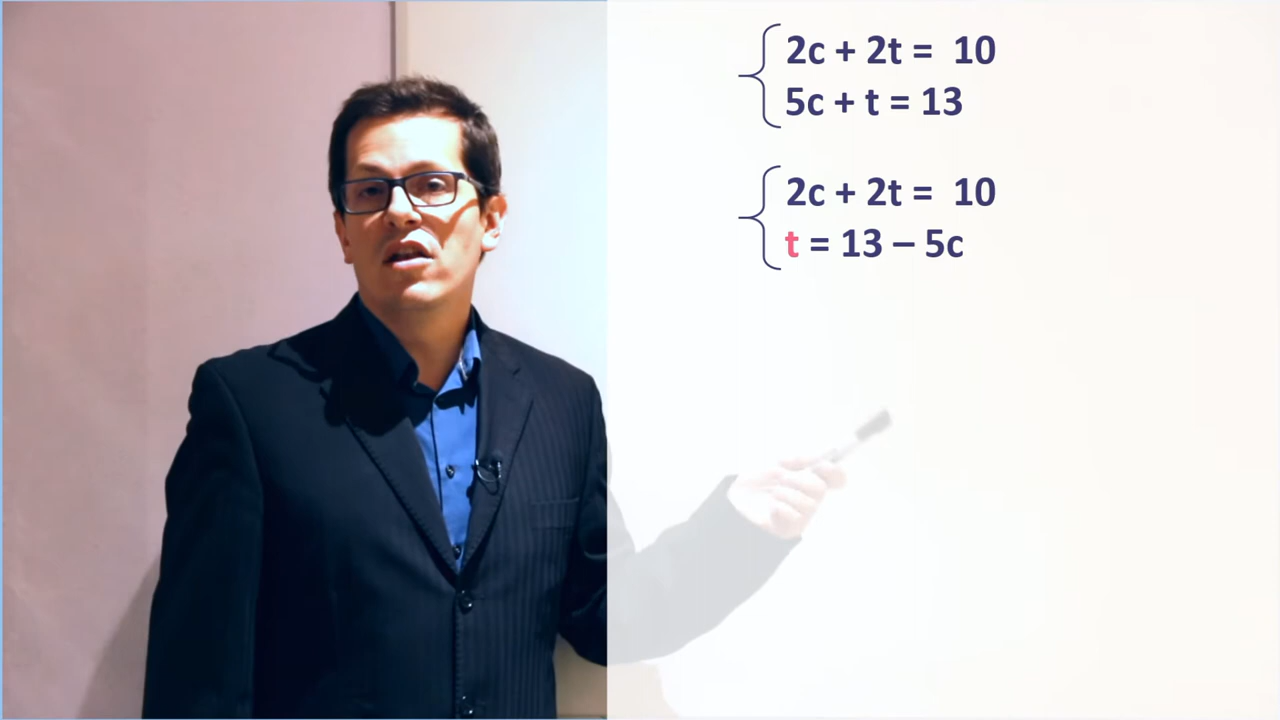 2c + 2t = 10
5c + t = 13
2c + 2t = 10
t = 13 – 5c